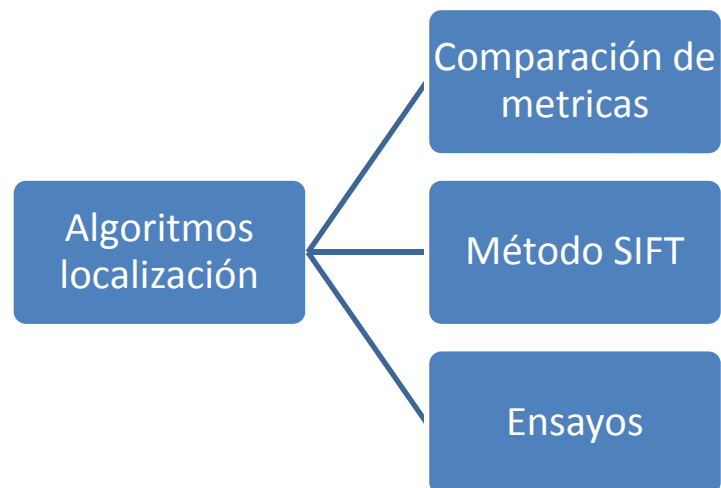 Comparación de
metricas
Algoritmos
localización
Método SIFT
Ensayos